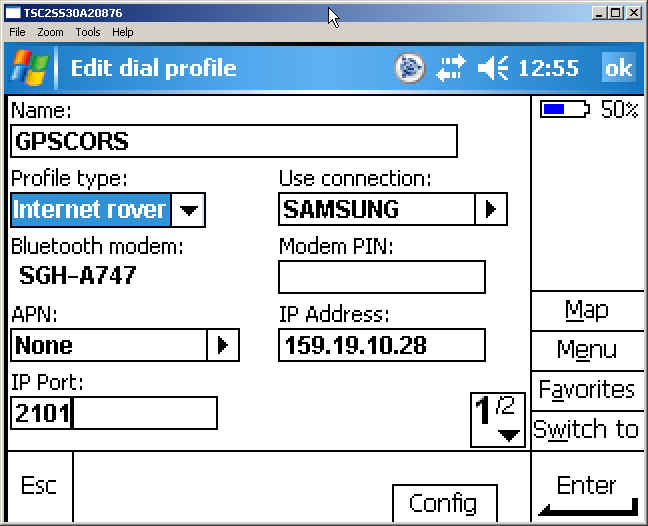 TSC2SS30A20876
File Zoom Tools Help
Edit dial profile 12:55 ok
Name: 50%
GPSCORS
Profile type: Use connection:
Internet rover SAMSUNG
Bluetooth modem: Modem PIN:
SGH-A747
APN: IP Address: Map
None 159.19.10.28 Menu
IP Port: Favorites
2101 1/2 Switch to
Esc Config Enter